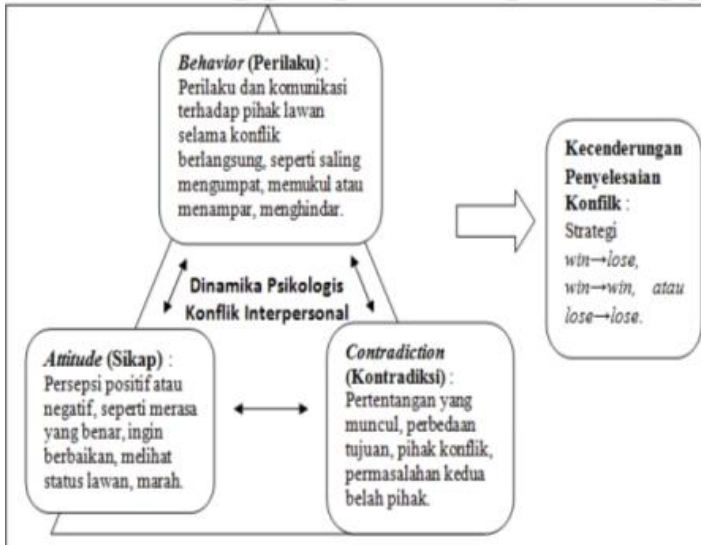 Behavior (Perilaku) :
Perilaku dan komunikasi
terhadap pihak lawan
selama konflik
berlangsung, seperti saling
mengumpat, memukul atau
menampar, menghindar.
Kecenderungan
Penyelesaian
Konfilk :
Strategi
win→lose,
win→win, atau
lose→lose.
Dinamika Psikologis
Konflik Interpersonal
Attitude (Sikap) :
Persepsi positif atau
negatif, seperti merasa
yang benar, ingin
berbaikan, melihat
status lawan, marah.
Contradiction
(Kontradiksi) :
Pertentangan yang
muncul, perbedaan
tujuan, pihak konflik,
permasalahan kedua
belah pihak.